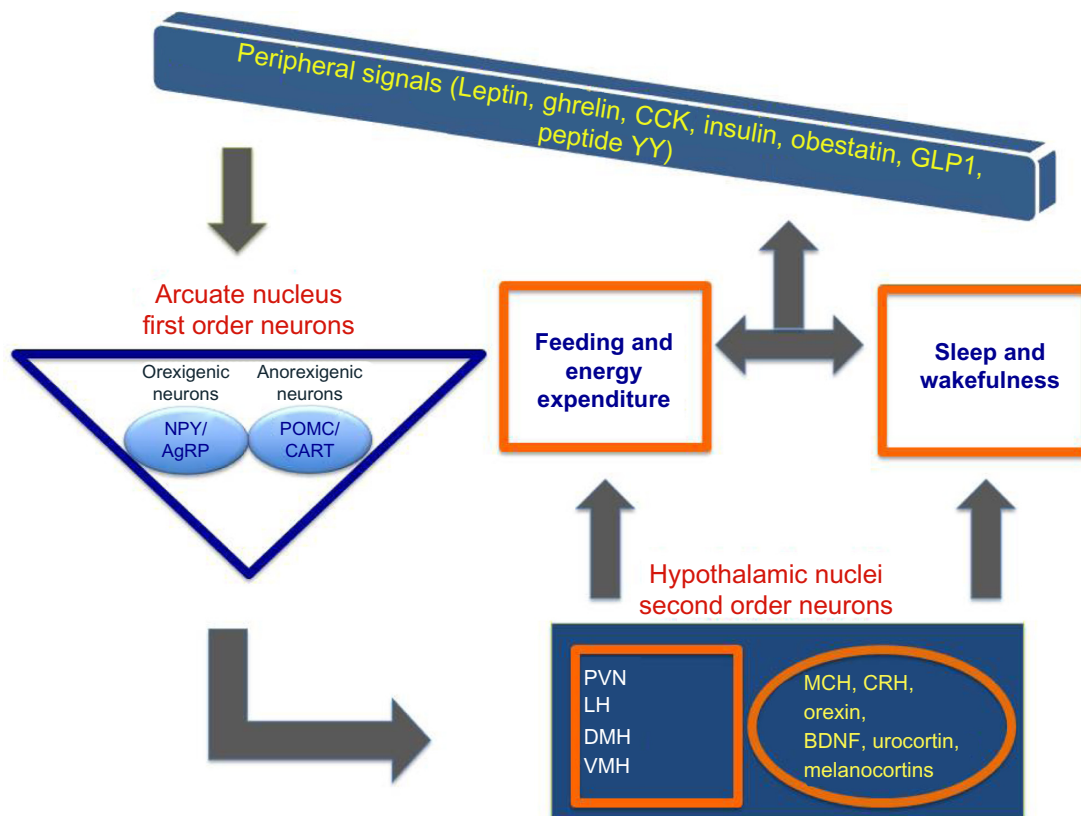 Peripheral signals (Leptin, ghrelin, CCK, insulin, obestatin, GLP1,
peptide YY)
Arcuate nucleus
first order neurons
Orexigenic
neurons
Anorexigenic
neurons
NPY/
AgRP
POMC/
CART
Feeding and
energy
expenditure
Sleep and
wakefulness
Hypothalamic nuclei
second order neurons
PVN
LH
DMH
VMH
MCH, CRH,
orexin,
BDNF, urocortin,
melanocortins